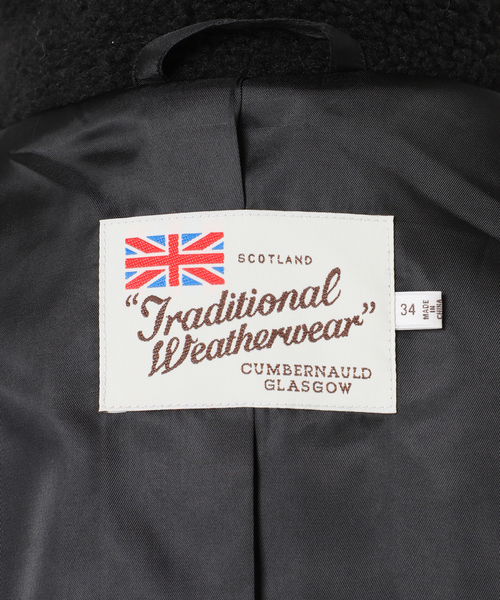 SCOTLAND
“Traditional
Weatherwear”
CUMBERNAULD
GLASGOW
34
MADE
IN
CHINA